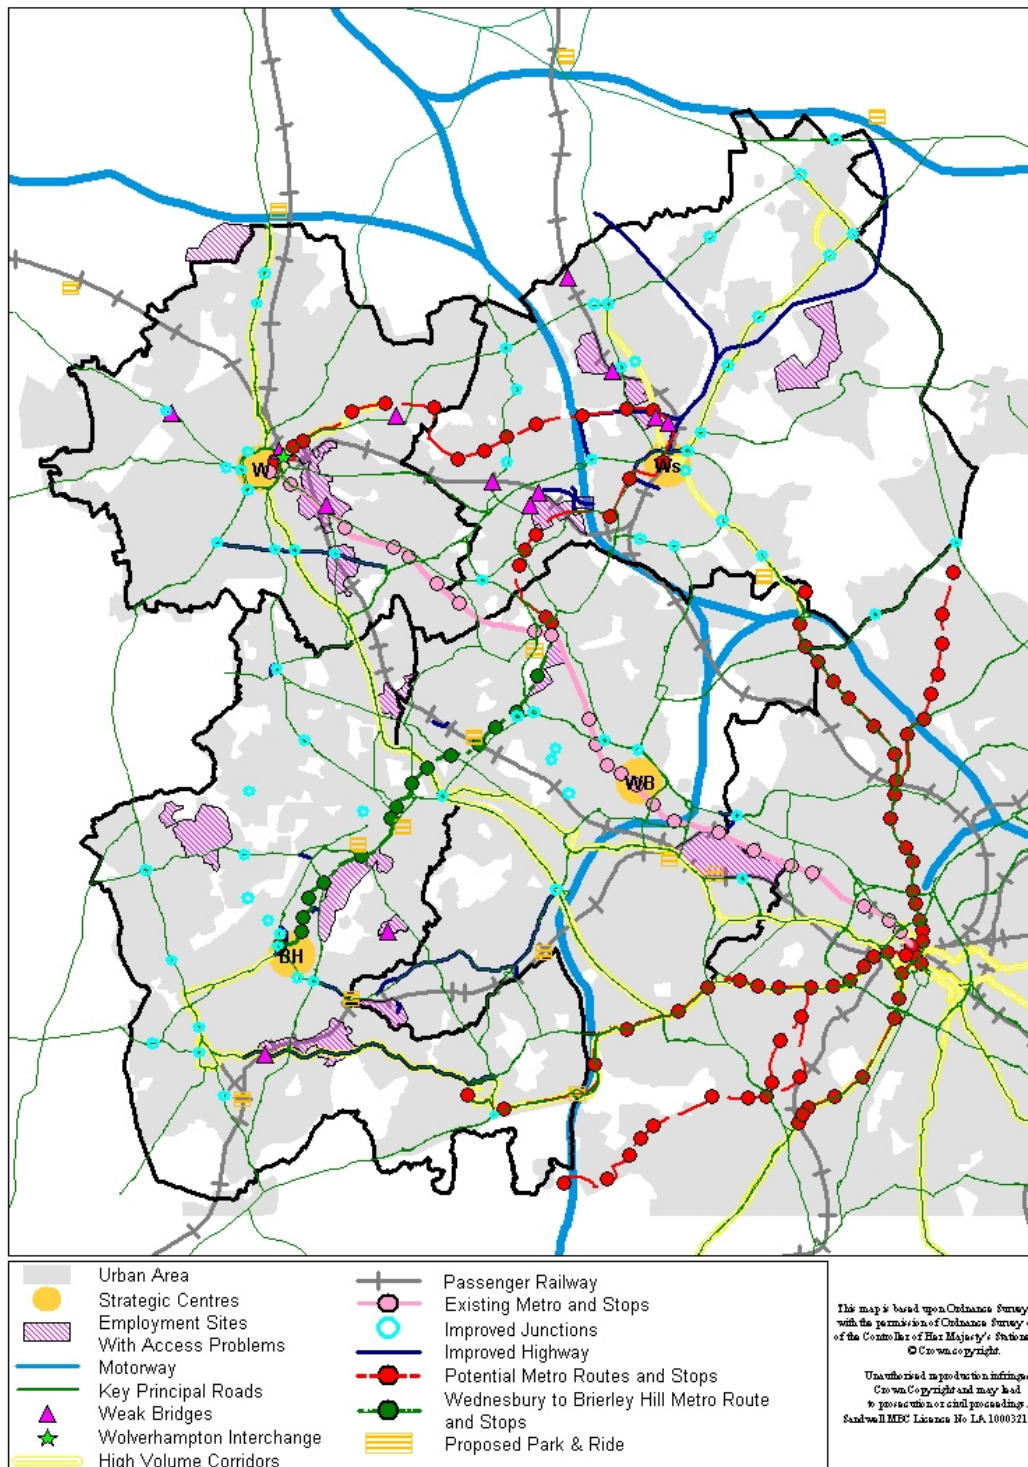 W
Ws
WB
BH
Urban Area
Strategic Centres
Employment Sites
With Access Problems
Motorway
Key Principal Roads
Weak Bridges
Wolverhampton Interchange
High Volume Corridors
Passenger Railway
Existing Metro and Stops
Improved Junctions
Improved Highway
Potential Metro Routes and Stops
Wednesbury to Brierley Hill Metro Route
and Stops
Proposed Park & Ride
This map is based upon Ordnance Survey
with the permission of Ordnance Survey
of the Controller of Her Majesty's
© Crown copyright.
Unauthorised reproduction
Crown Copyright and may lead
to prosecution or civil proceedings.
Sandwell MBC Licence No LA 1000321